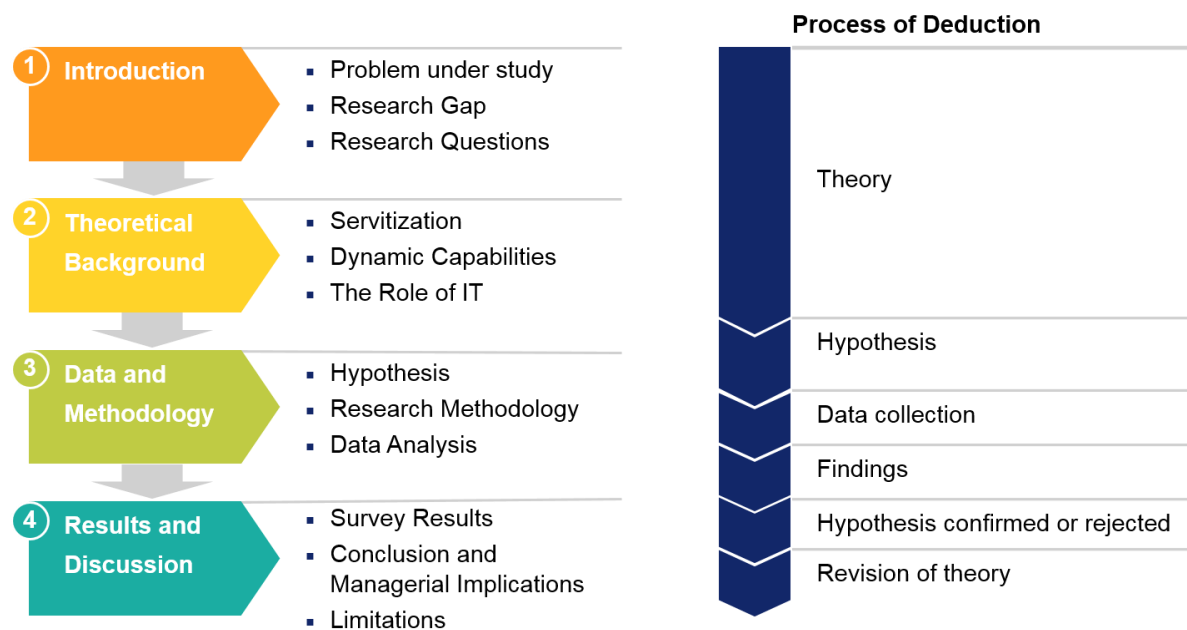 1
Introduction
Problem under study
Research Gap
Research Questions
2
Theoretical
Background
Servitization
Dynamic Capabilities
The Role of IT
3
Data and
Methodology
Hypothesis
Research Methodology
Data Analysis
4
Results and
Discussion
Survey Results
Conclusion and
Managerial Implications
Limitations
Process of Deduction
Theory
Hypothesis
Data collection
Findings
Hypothesis confirmed or rejected
Revision of theory